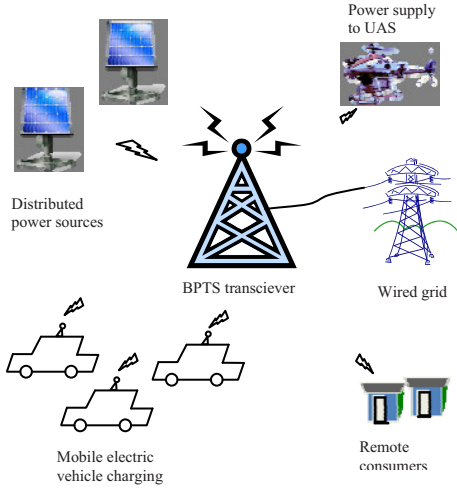 Power supply
to UAS
Distributed
power sources
BPTS transciever
Wired grid
Mobile electric
vehicle charging
Remote
consumers